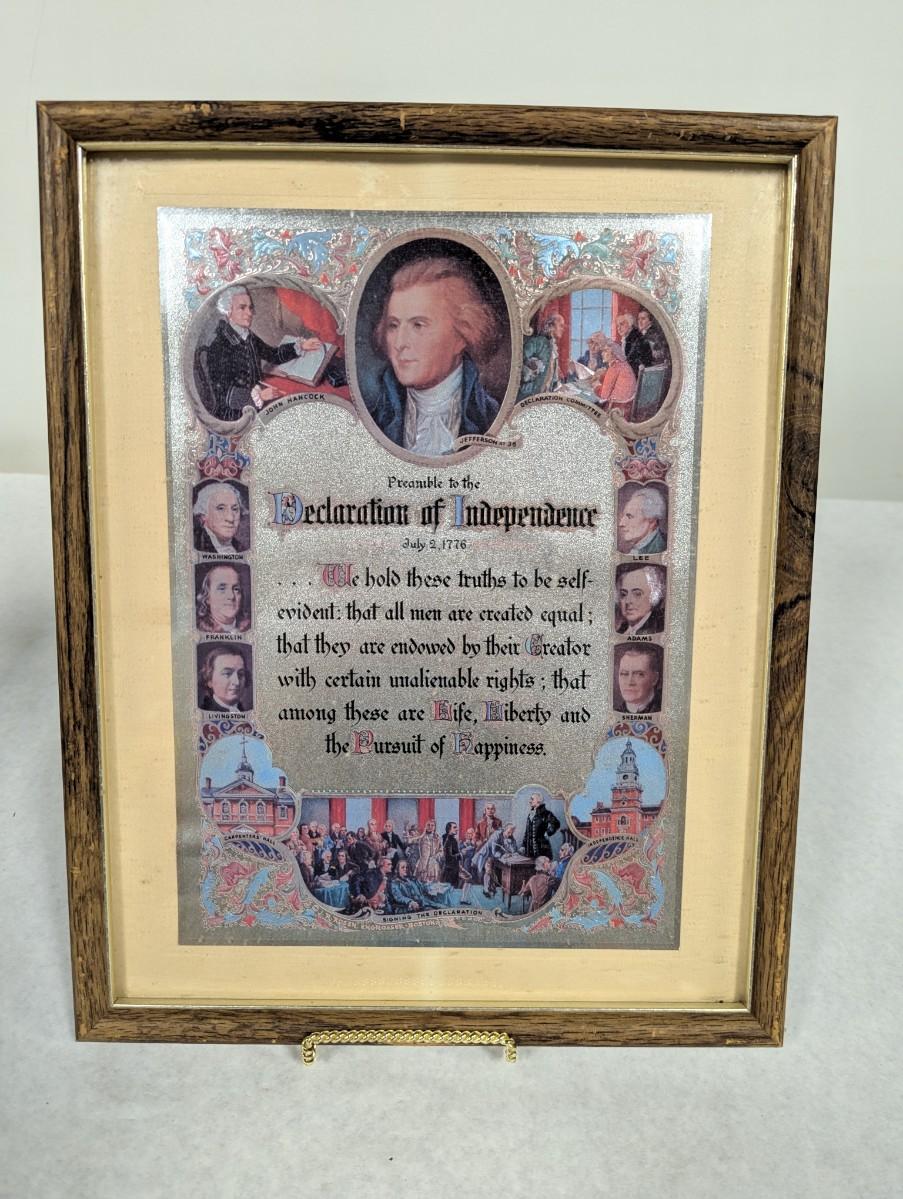 JOHN HANCOCK
JEFFERSON AT 36
DECLARATION COMMITTEE
Preamble to the
Declaration of Independence
July 2, 1776
. . . We hold these truths to be self-
evident: that all men are created equal;
that they are endowed by their Creator
with certain unalienable rights; that
among these are Life, Liberty and
the Pursuit of Happiness.
WASHINGTON
FRANKLIN
LIVINGSTON
LEE
ADAMS
SHERMAN
CARPENTERS' HALL
INDEPENDENCE HALL
SIGNING THE DECLARATION
ENGROSSER BOSTON